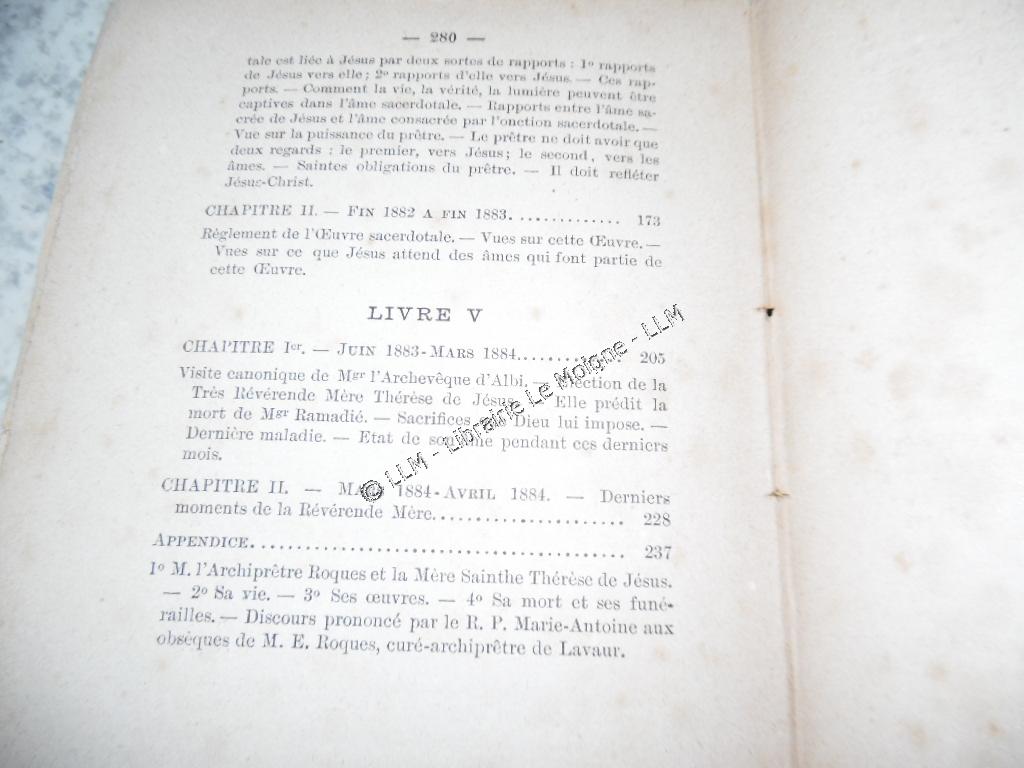 — 280 —
tale est liée à Jésus par deux sortes de rapports : 1º rapports
de Jésus vers elle ; 2º rapports d'elle vers Jésus. — Ces rap-
ports. — Comment la vie, la vérité, la lumière peuvent être
captives dans l'âme sacerdotale. — Rapports entre l'âme sa-
crée de Jésus et l'âme consacrée par l'onction sacerdotale. —
Vue sur la puissance du prêtre. — Le prêtre ne doit avoir que
deux regards : le premier, vers Jésus ; le second, vers les
âmes. — Saintes obligations du prêtre. — Il doit refléter
Jésus-Christ.
CHAPITRE II. — FIN 1882 A FIN 1883. ............. 173
Règlement de l'Œuvre sacerdotale. — Vues sur cette Œuvre. —
Vues sur ce que Jésus attend des âmes qui font partie de
cette Œuvre.
LIVRE V
CHAPITRE Ier. — JUIN 1883-MARS 1884............. 205
Visite canonique de Mgr l'Archevêque d'Albi. — Élection de la
Très Révérende Mère Thérèse de Jésus. — Elle prédit la
mort de Mgr Ramadié. — Sacrifices que Dieu lui impose. —
Dernière maladie. — Etat de son âme pendant ces derniers
mois.
CHAPITRE II. — MARS 1884-AVRIL 1884. — Derniers
moments de la Révérende Mère....................... 228
APPENDICE........................................ 237
1º M. l'Archiprêtre Roques et la Mère Sainthe Thérèse de Jésus.
— 2º Sa vie. — 3º Ses œuvres. — 4º Sa mort et ses funé-
railles. — Discours prononcé par le R. P. Marie-Antoine aux
obsèques de M. E. Roques, curé-archiprêtre de Lavaur.
© LLM - Librairie Le Moigne - LLM